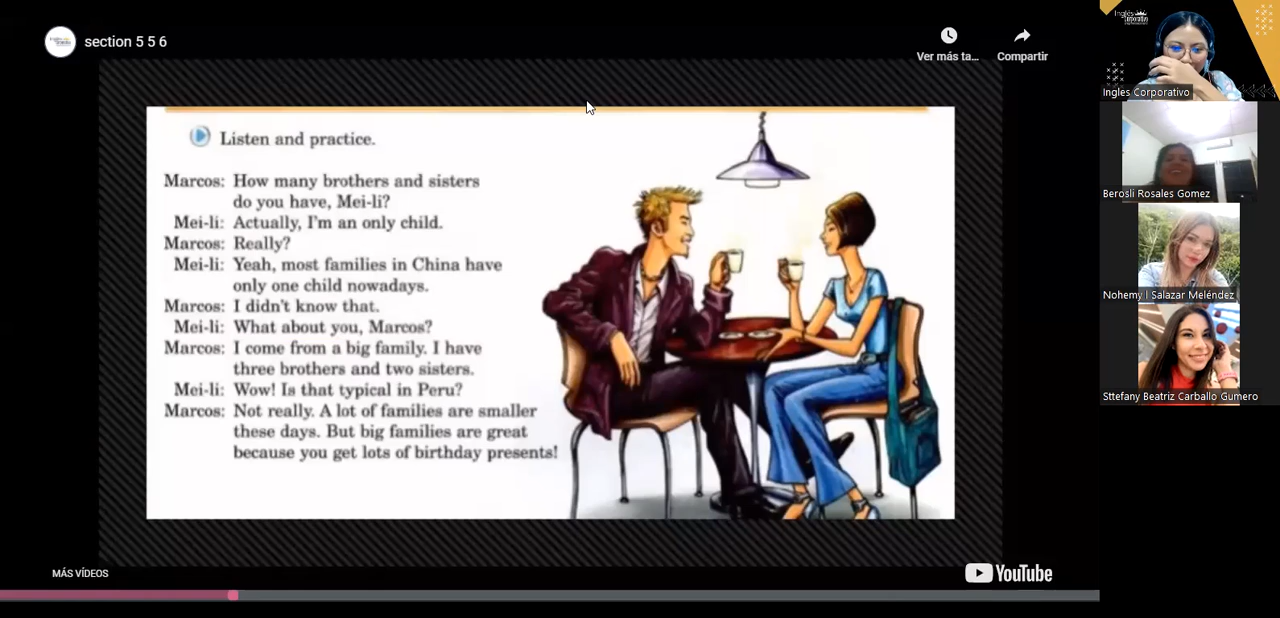 section 5 5 6
Ver más ta...
Compartir
Listen and practice.
Marcos: How many brothers and sisters
do you have, Mei-li?
Mei-li: Actually, I'm an only child.
Marcos: Really?
Mei-li: Yeah, most families in China have
only one child nowadays.
Marcos: I didn't know that.
Mei-li: What about you, Marcos?
Marcos: I come from a big family. I have
three brothers and two sisters.
Mei-li: Wow! Is that typical in Peru?
Marcos: Not really. A lot of families are smaller
these days. But big families are great
because you get lots of birthday presents!
MÁS VÍDEOS
YouTube
Inglés
Corporativo
Ingles Corporativo
Berosli Rosales Gomez
Nohemy I Salazar Meléndez
Sttefany Beatriz Carballo Gumero